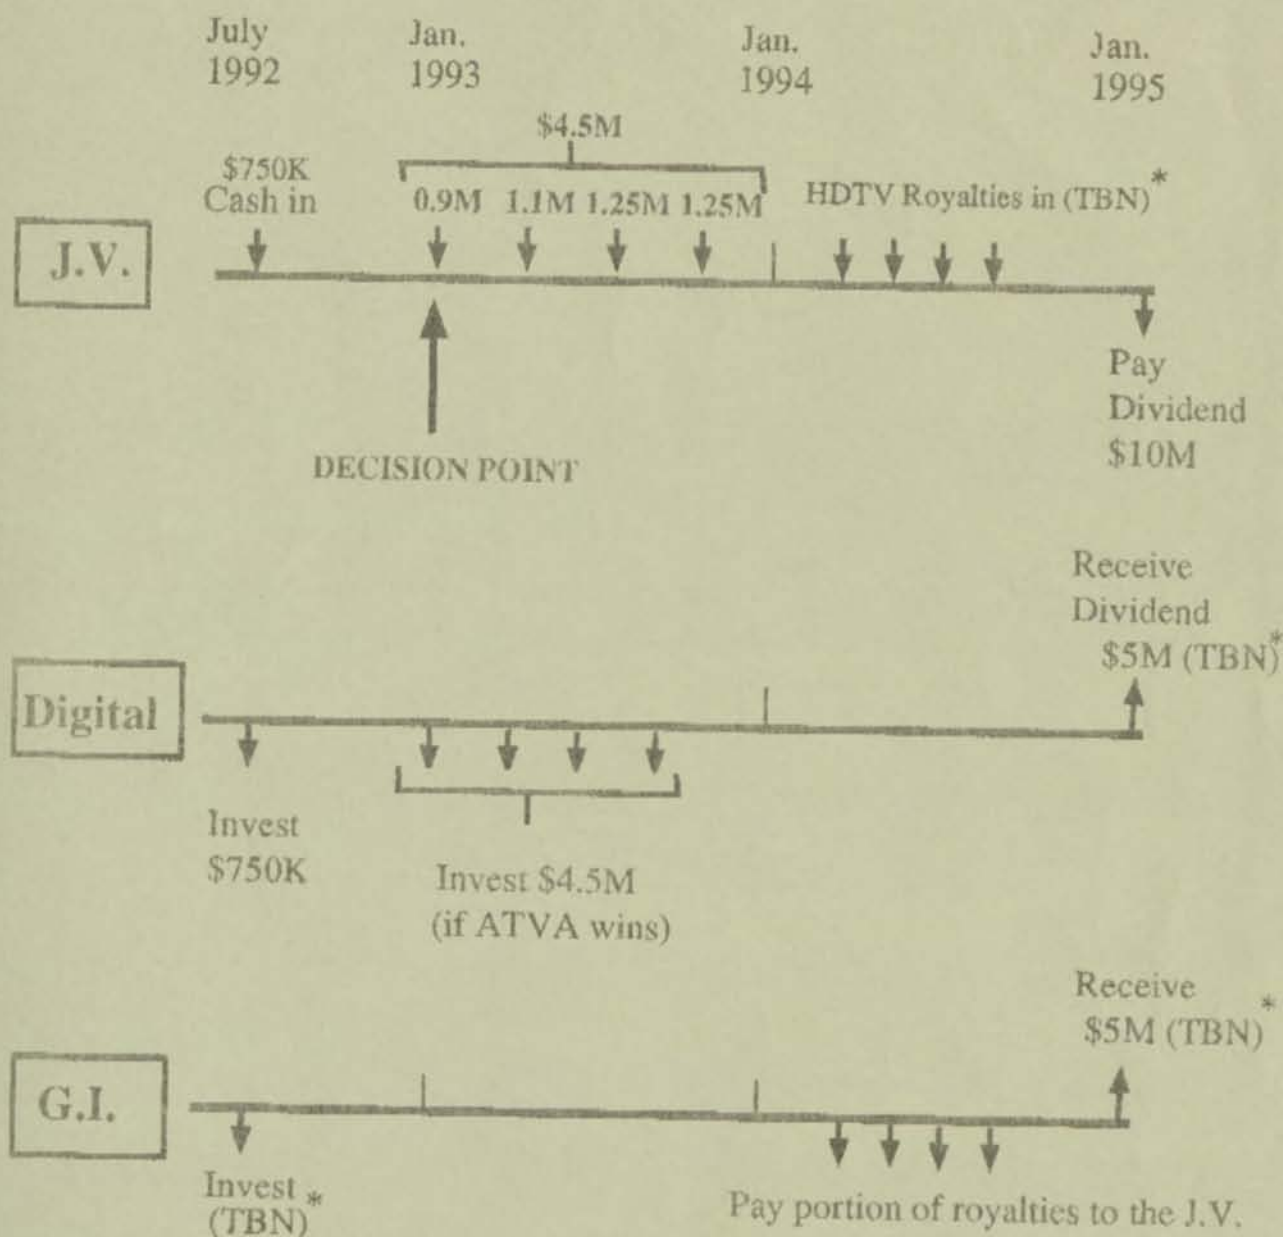 July
1992
Jan.
1993
Jan.
1994
Jan.
1995
$4.5M
$750K
Cash in
0.9M 1.1M 1.25M 1.25M
HDTV Royalties in (TBN)*
J.V.
DECISION POINT
Pay
Dividend
$10M
Receive
Dividend
$5M (TBN)*
Digital
Invest
$750K
Invest $4.5M
(if ATVA wins)
Receive
$5M (TBN)*
G.I.
Invest
(TBN)*
Pay portion of royalties to the J.V.